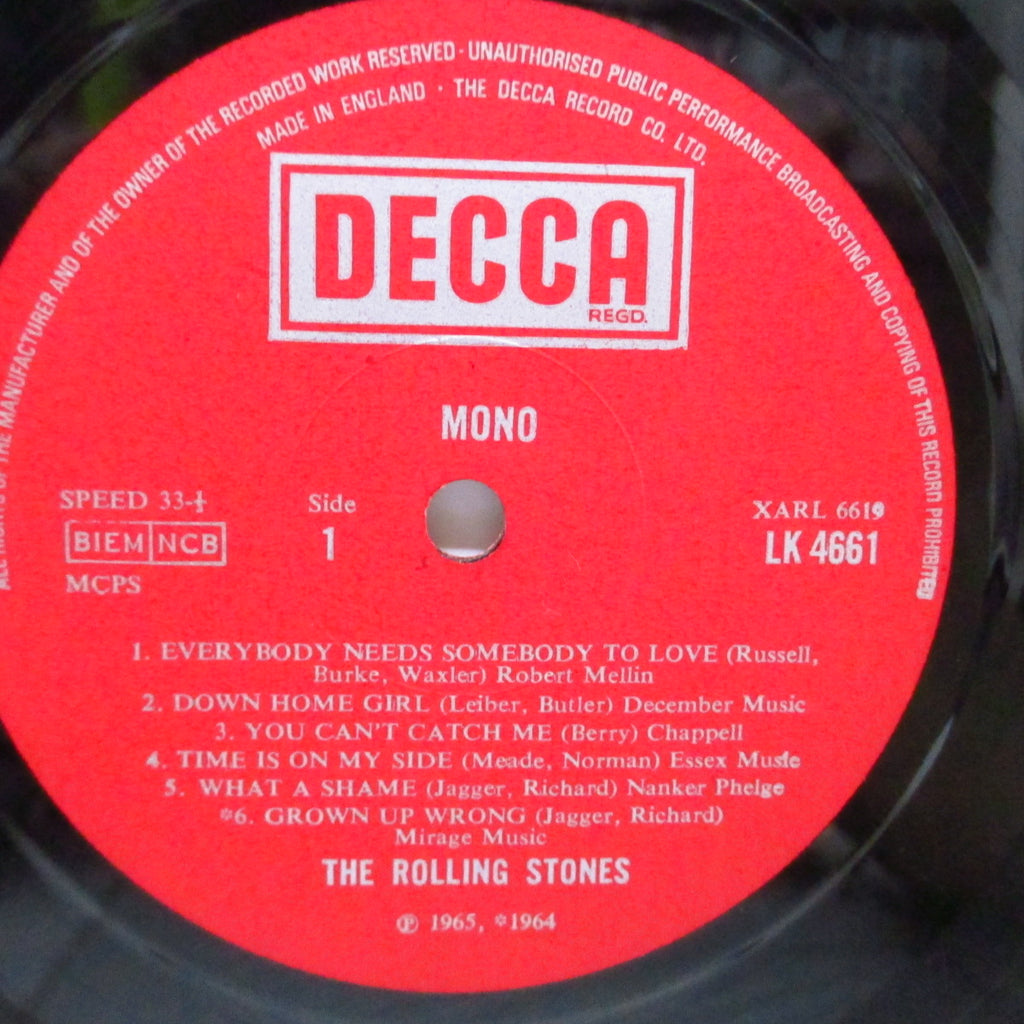 ALL RIGHTS OF THE MANUFACTURER AND OF THE OWNER OF THE RECORDED WORK RESERVED · UNAUTHORISED PUBLIC PERFORMANCE BROADCASTING AND COPYING OF THIS RECORD PROHIBITED
MADE IN ENGLAND · THE DECCA RECORD CO. LTD.
DECCA
REGD.
MONO
SPEED 33-⅓
BIEM NCB
MCPS
Side
1
XARL 6619
LK 4661
1. EVERYBODY NEEDS SOMEBODY TO LOVE (Russell,
Burke, Waxler) Robert Mellin
2. DOWN HOME GIRL (Leiber, Butler) December Music
3. YOU CAN'T CATCH ME (Berry) Chappell
4. TIME IS ON MY SIDE (Meade, Norman) Essex Music
5. WHAT A SHAME (Jagger, Richard) Nanker Phelge
*6. GROWN UP WRONG (Jagger, Richard)
Mirage Music
THE ROLLING STONES
℗ 1965, *1964